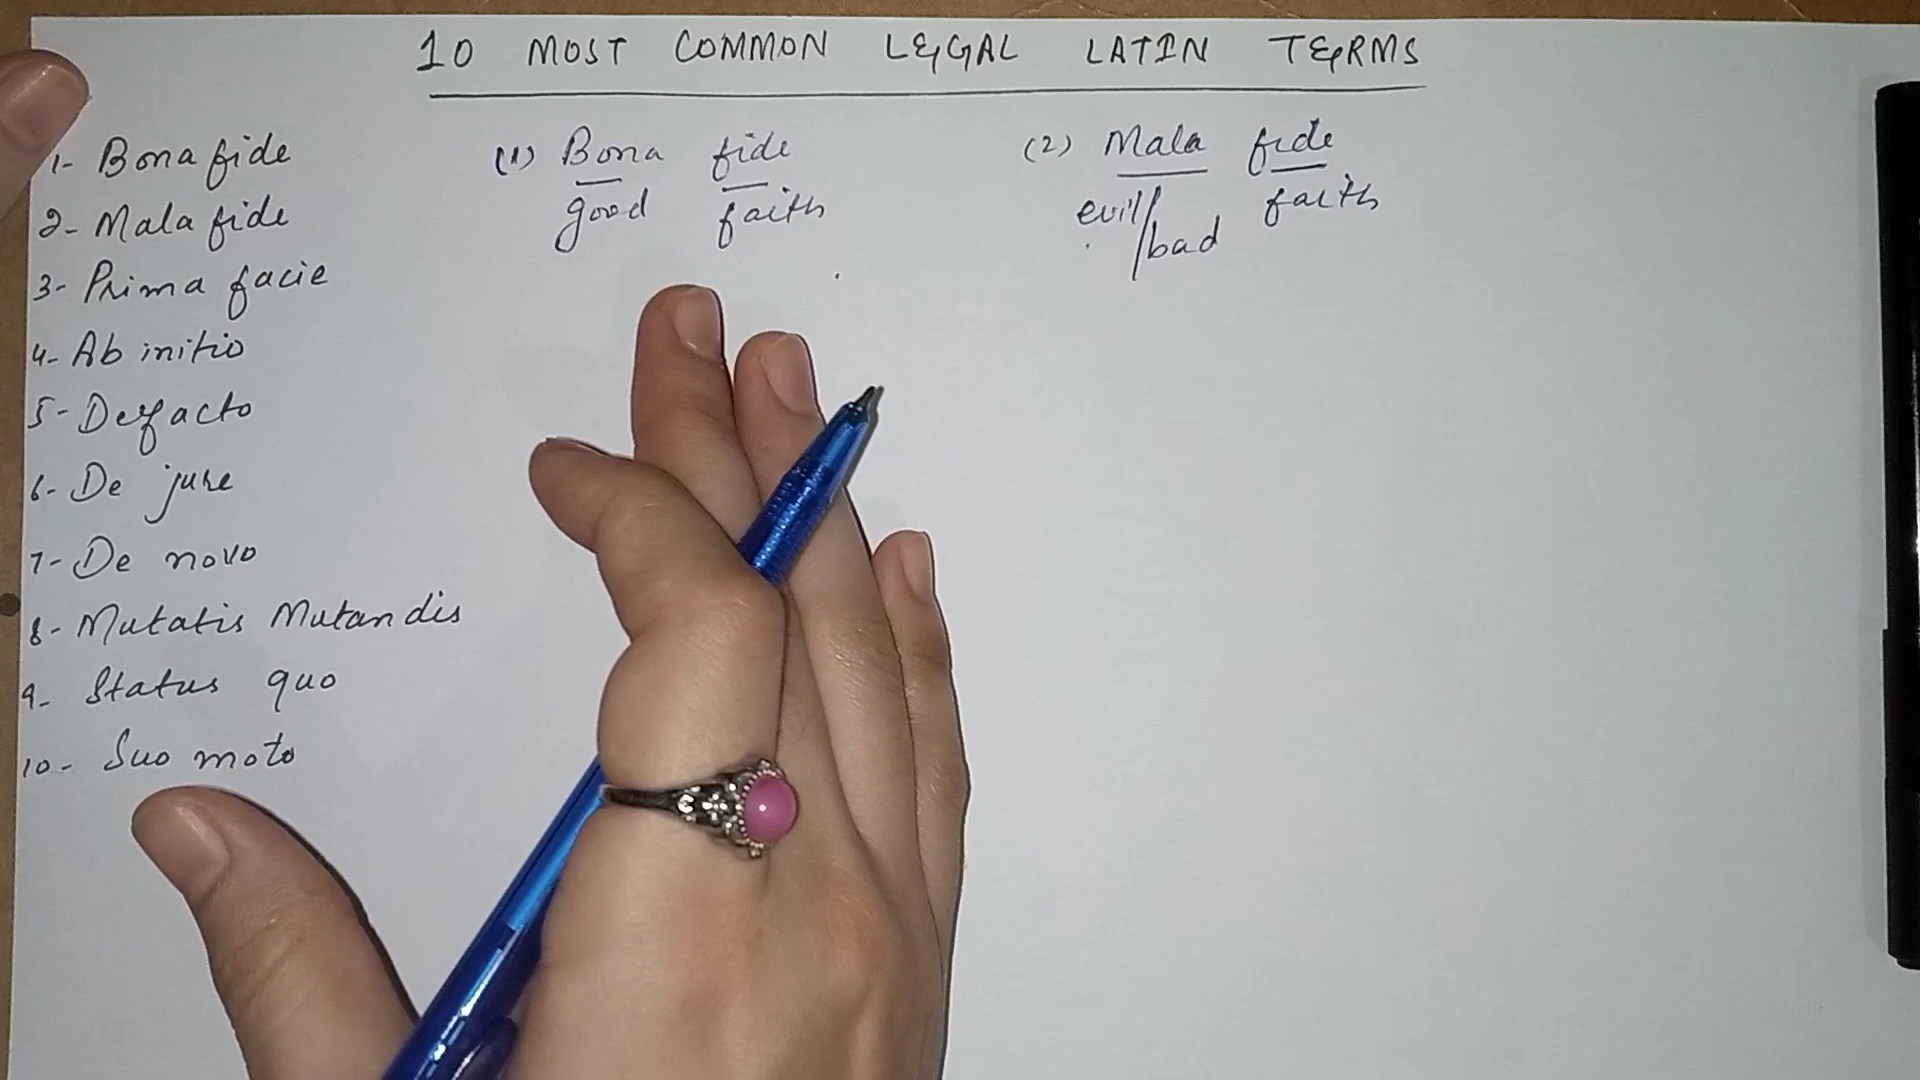 10 MOST COMMON LEGAL LATIN TERMS
1- Bona fide
2- Mala fide
3- Prima facie
4- Ab initio
5- Defacto
6- De jure
7- De novo
8- Mutatis Mutandis
9- Status quo
10- Suo moto
(1) Bona fide
good faith
(2) Mala fide
evil/ faith
/bad